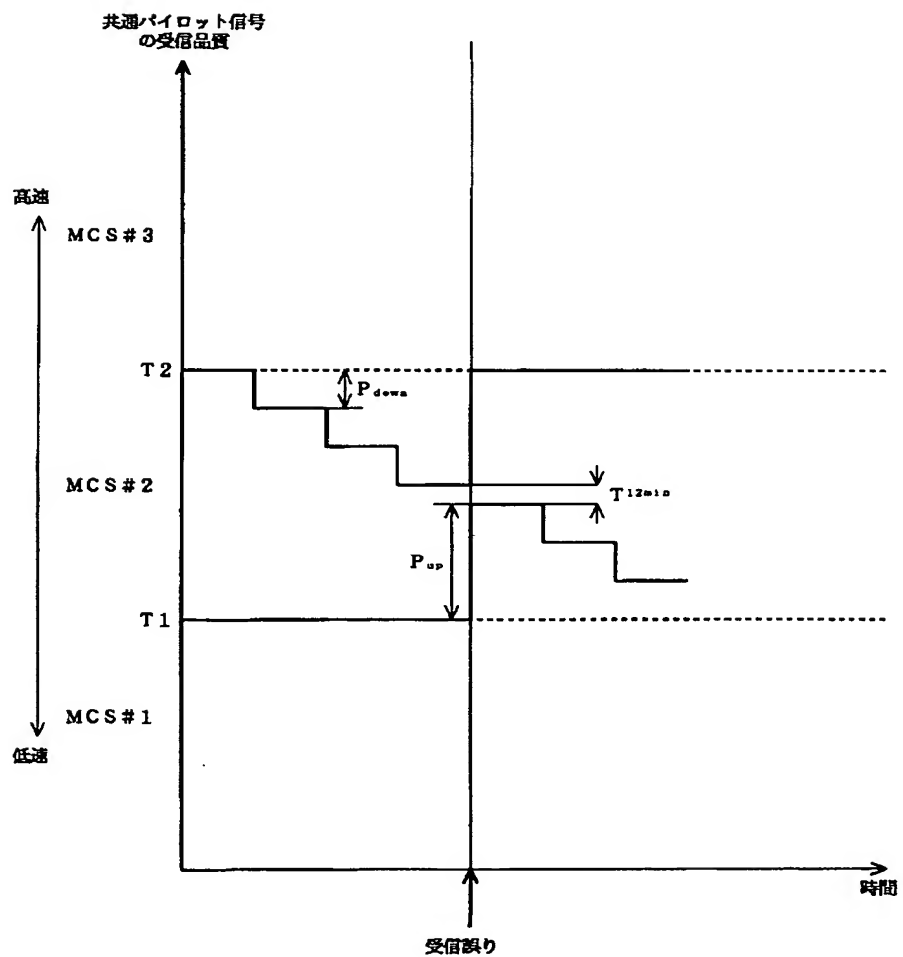 共通パイロット信号
の受信品質
高速
MCS#3
T2
Pdown
MCS#2
T12min
Pup
T1
MCS#1
低速
時間
受信誤り